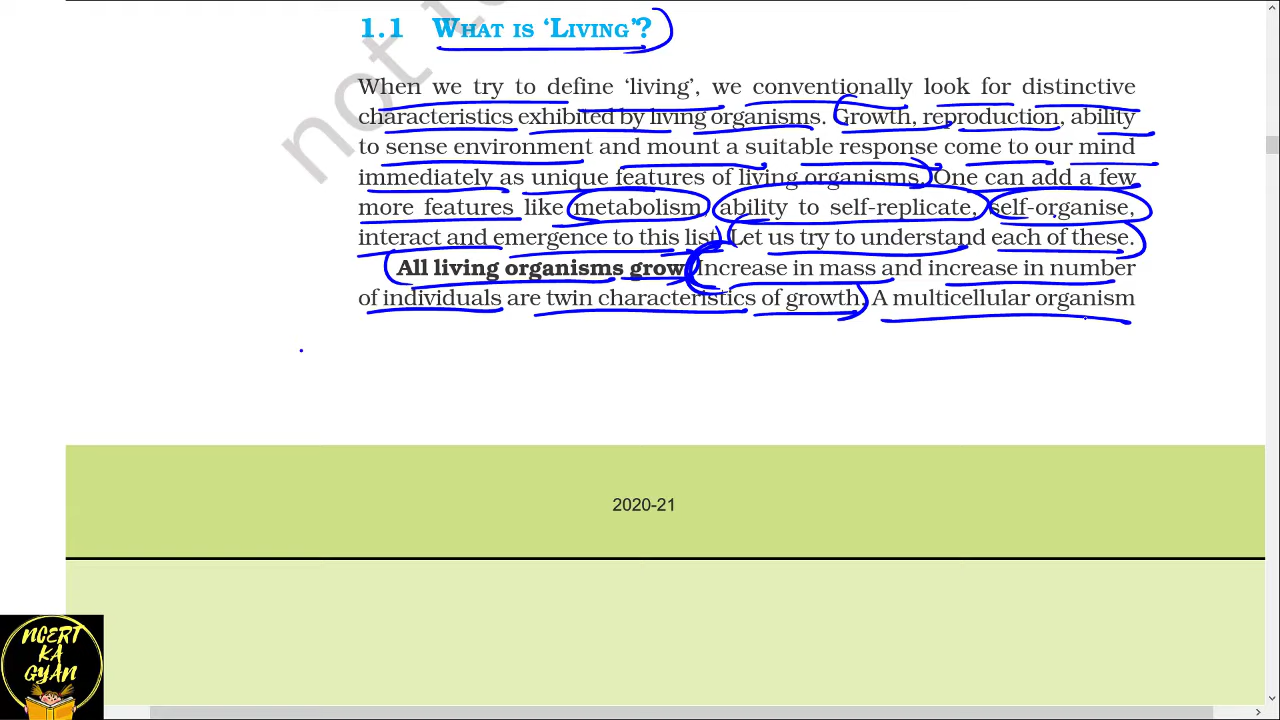 1.1 WHAT IS ‘LIVING’?
not
When we try to define ‘living’, we conventionally look for distinctive
characteristics exhibited by living organisms. Growth, reproduction, ability
to sense environment and mount a suitable response come to our mind
immediately as unique features of living organisms. One can add a few
more features like metabolism, ability to self-replicate, self-organise,
interact and emergence to this list. Let us try to understand each of these.
All living organisms grow. Increase in mass and increase in number
of individuals are twin characteristics of growth. A multicellular organism
2020-21
NCERT
KA
GYAN